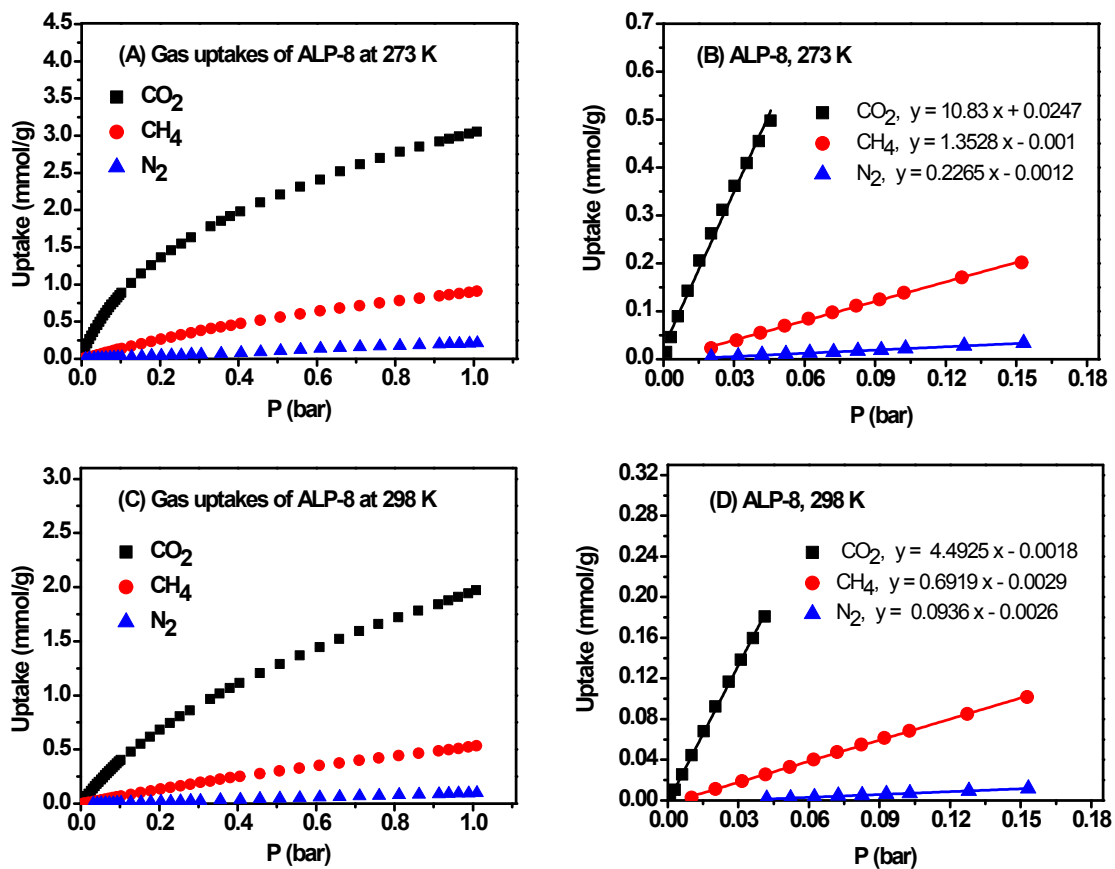 (A) Gas uptakes of ALP-8 at 273 K
CO2
CH4
N2
Uptake (mmol/g)
4.5
4.0
3.5
3.0
2.5
2.0
1.5
1.0
0.5
0.0
0.0 0.2 0.4 0.6 0.8 1.0
P (bar)
(B) ALP-8, 273 K
CO2, y = 10.83 x + 0.0247
CH4, y = 1.3528 x - 0.001
N2, y = 0.2265 x - 0.0012
Uptake (mmol/g)
0.7
0.6
0.5
0.4
0.3
0.2
0.1
0.0
0.00 0.03 0.06 0.09 0.12 0.15 0.18
P (bar)
(C) Gas uptakes of ALP-8 at 298 K
CO2
CH4
N2
Uptake (mmol/g)
3.0
2.5
2.0
1.5
1.0
0.5
0.0
0.0 0.2 0.4 0.6 0.8 1.0
P (bar)
(D) ALP-8, 298 K
CO2, y = 4.4925 x - 0.0018
CH4, y = 0.6919 x - 0.0029
N2, y = 0.0936 x - 0.0026
Uptake (mmol/g)
0.32
0.28
0.24
0.20
0.16
0.12
0.08
0.04
0.00
0.00 0.03 0.06 0.09 0.12 0.15 0.18
P (bar)